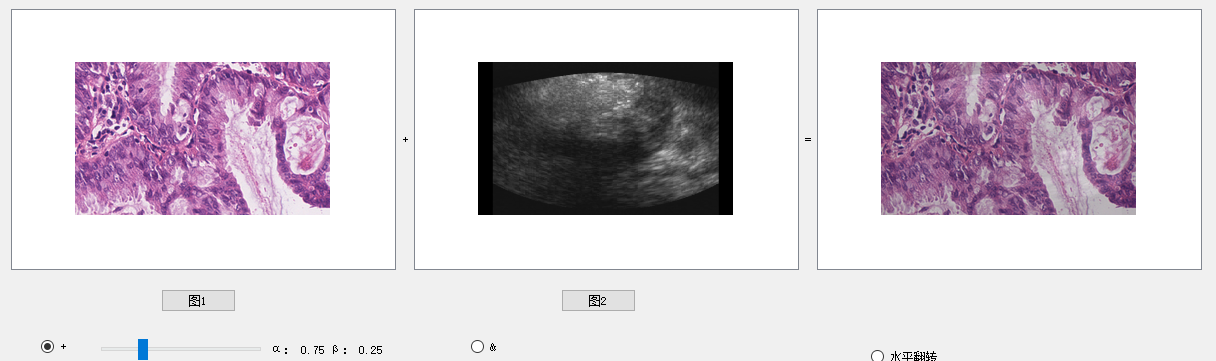 +
=
图1
图2
+
α： 0.75 β： 0.25
&
水平翻转